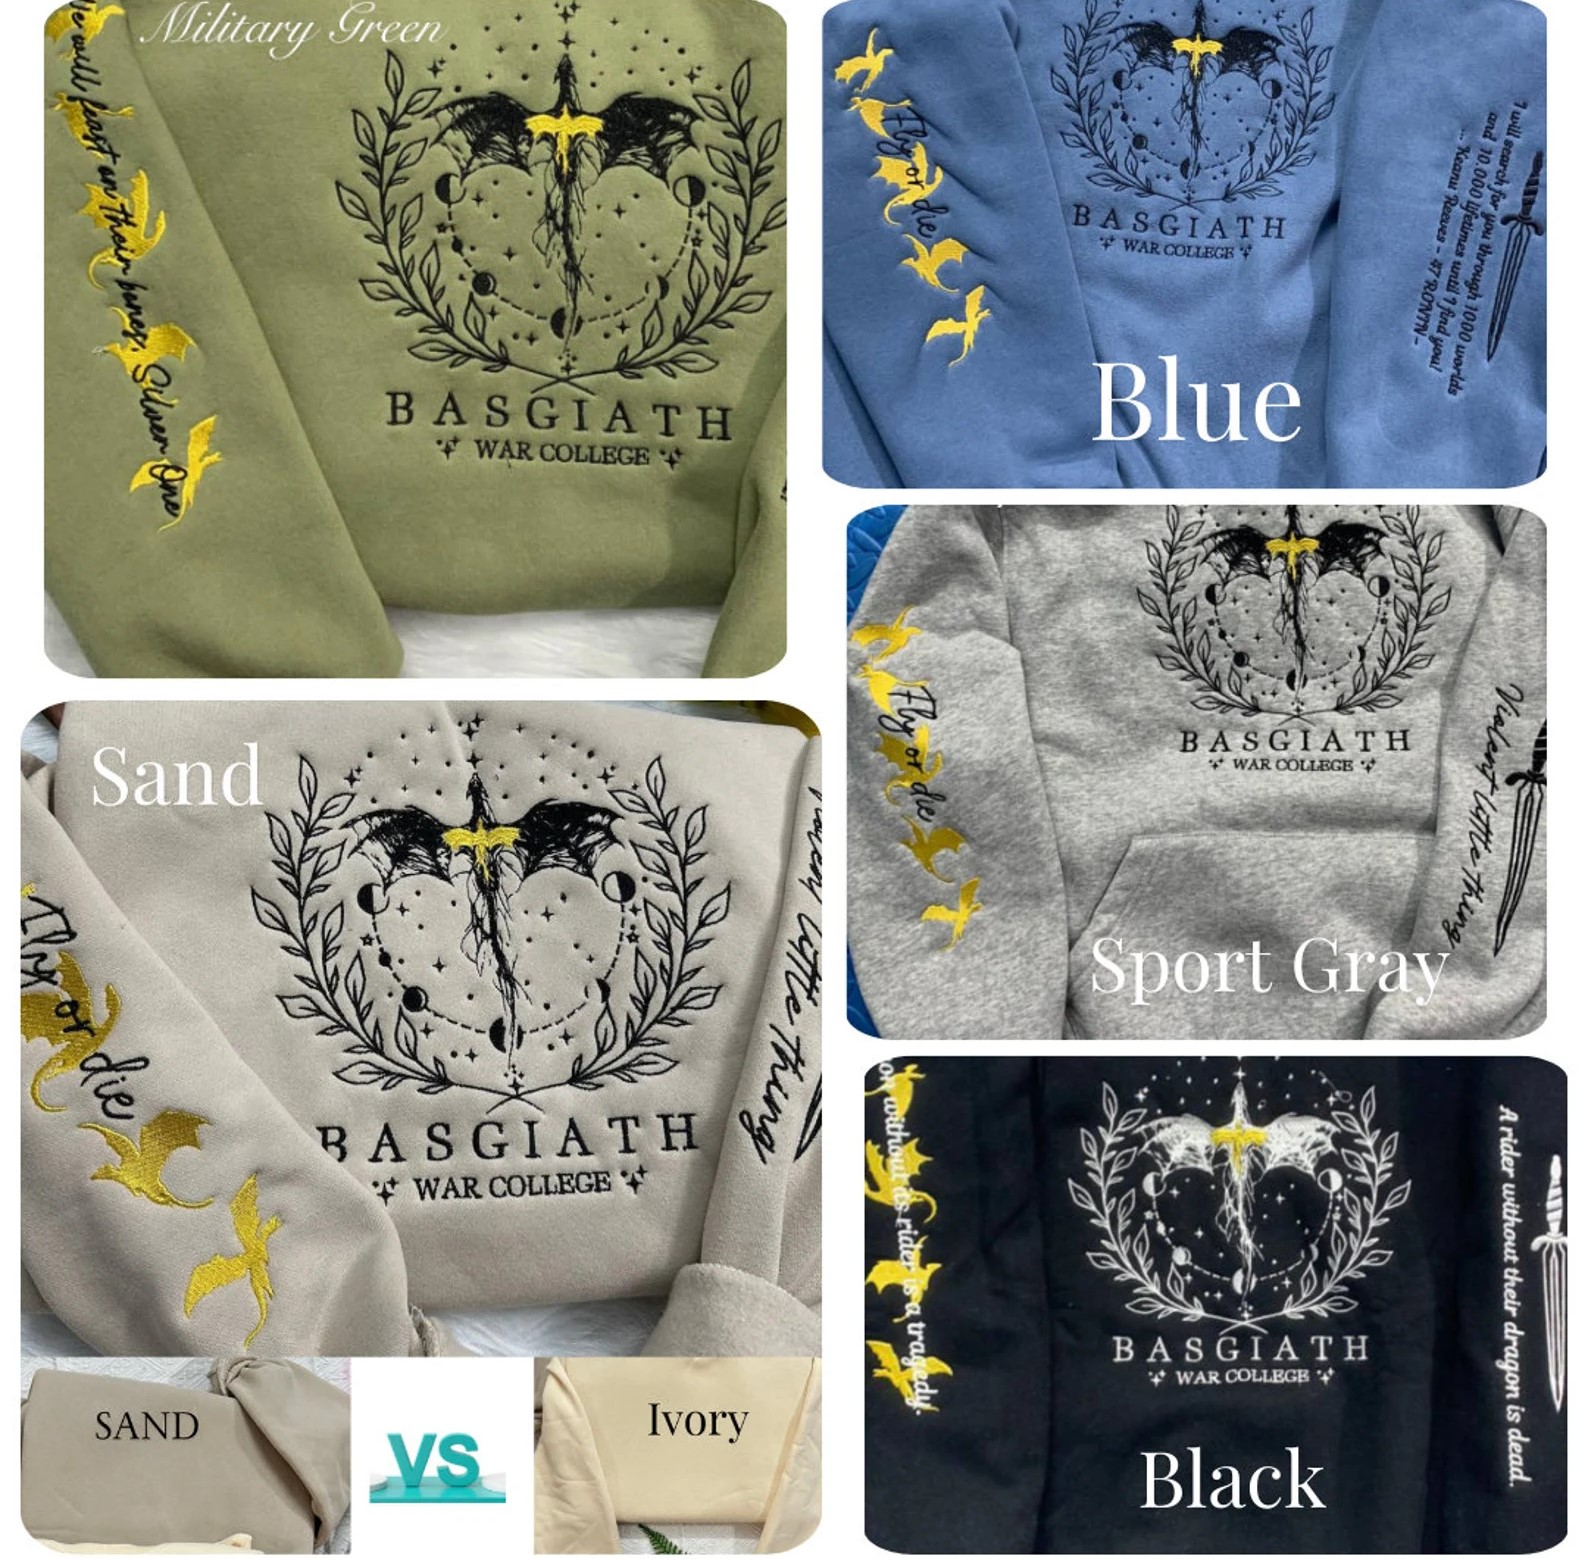 Military Green
we will feast on their bones, Silver One
BASGIATH
WAR COLLEGE
Fly or die
BASGIATH
WAR COLLEGE
I will search for you through 1000 worlds
and 10,000 lifetimes until I find you!
... Keanu Reeves - 47 RONIN -
Blue
Fly or die
BASGIATH
WAR COLLEGE
Violent little thing
Sport Gray
Sand
Fly or die
BASGIATH
WAR COLLEGE
Violent little thing
SAND
VS
Ivory
without its rider is a tragedy.
BASGIATH
WAR COLLEGE
A rider without their dragon is dead.
Black